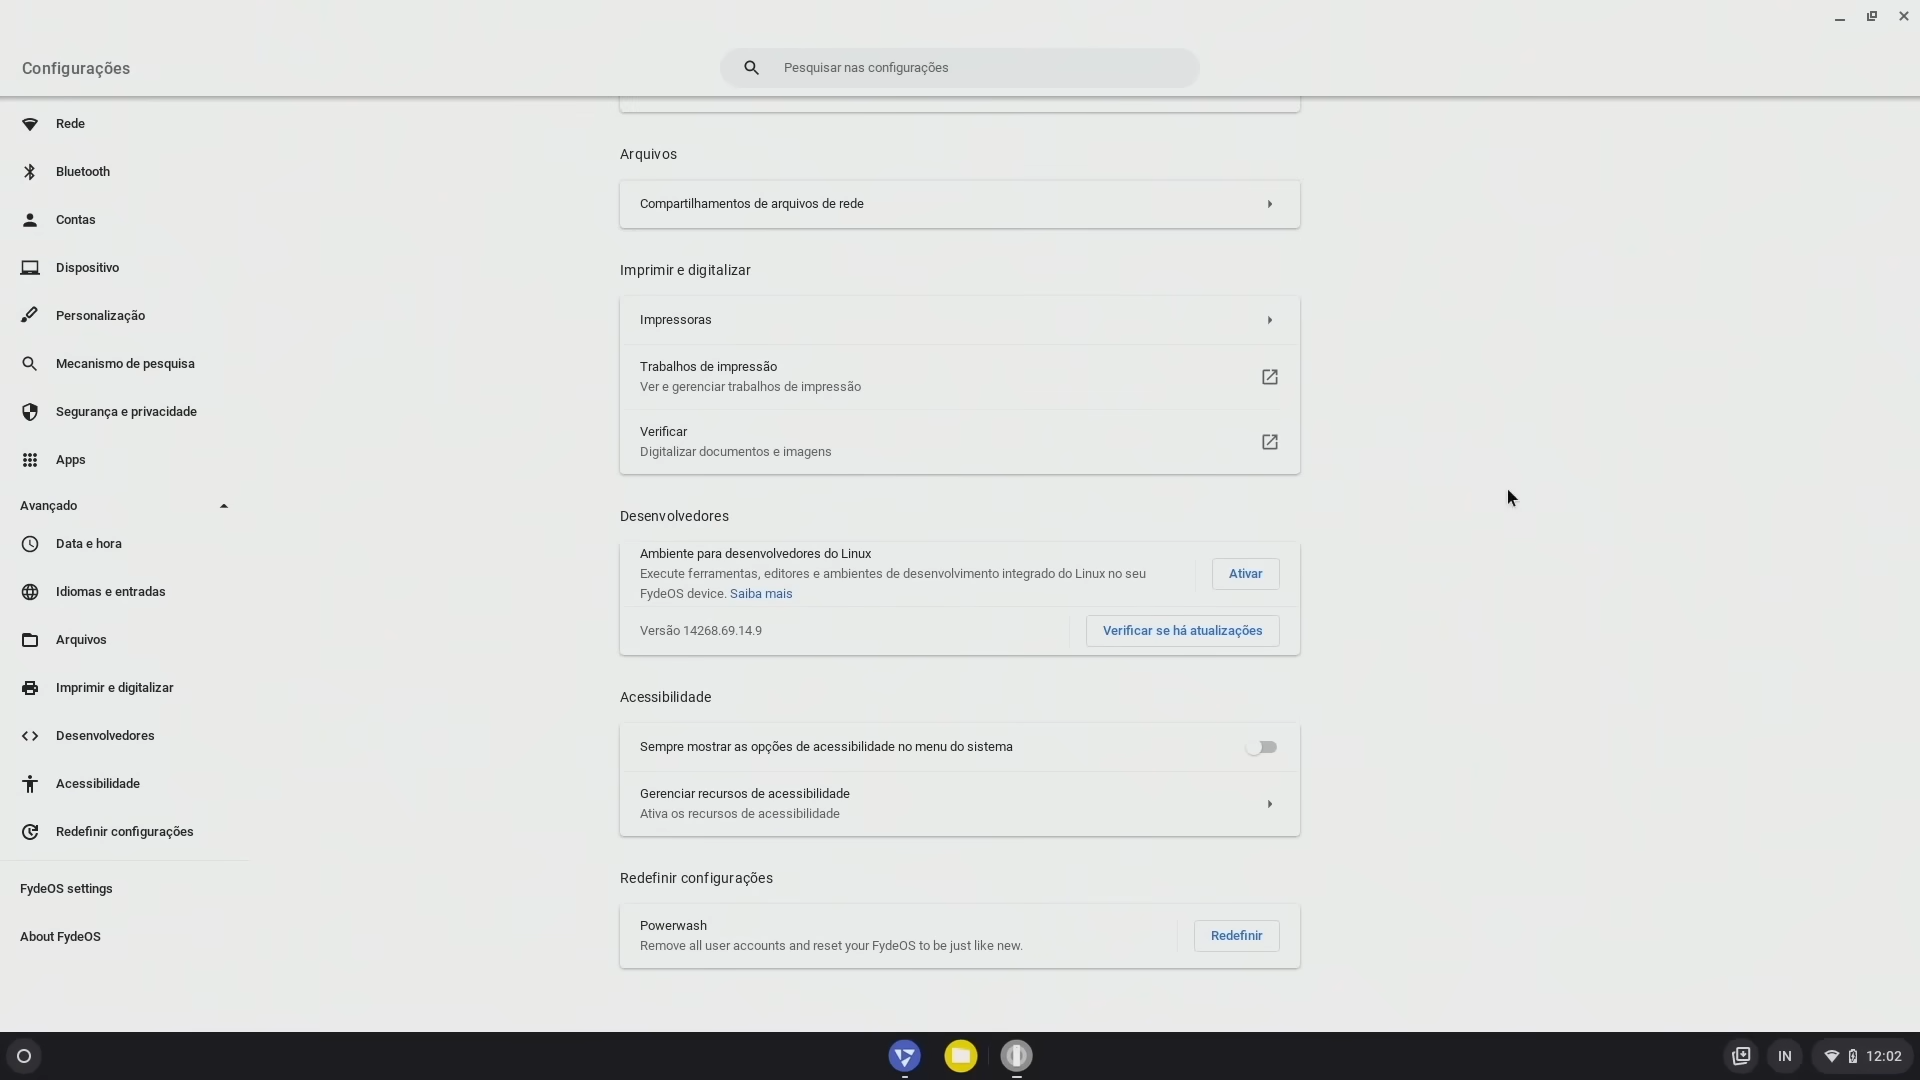 Configurações
Pesquisar nas configurações
Rede
Bluetooth
Contas
Dispositivo
Personalização
Mecanismo de pesquisa
Segurança e privacidade
Apps
Avançado
Data e hora
Idiomas e entradas
Arquivos
Imprimir e digitalizar
Desenvolvedores
Acessibilidade
Redefinir configurações
FydeOS settings
About FydeOS
Arquivos
Compartilhamentos de arquivos de rede
Imprimir e digitalizar
Impressoras
Trabalhos de impressão
Ver e gerenciar trabalhos de impressão
Verificar
Digitalizar documentos e imagens
Desenvolvedores
Ambiente para desenvolvedores do Linux
Execute ferramentas, editores e ambientes de desenvolvimento integrado do Linux no seu
FydeOS device. Saiba mais
Ativar
Versão 14268.69.14.9
Verificar se há atualizações
Acessibilidade
Sempre mostrar as opções de acessibilidade no menu do sistema
Gerenciar recursos de acessibilidade
Ativa os recursos de acessibilidade
Redefinir configurações
Powerwash
Remove all user accounts and reset your FydeOS to be just like new.
Redefinir
IN
12:02